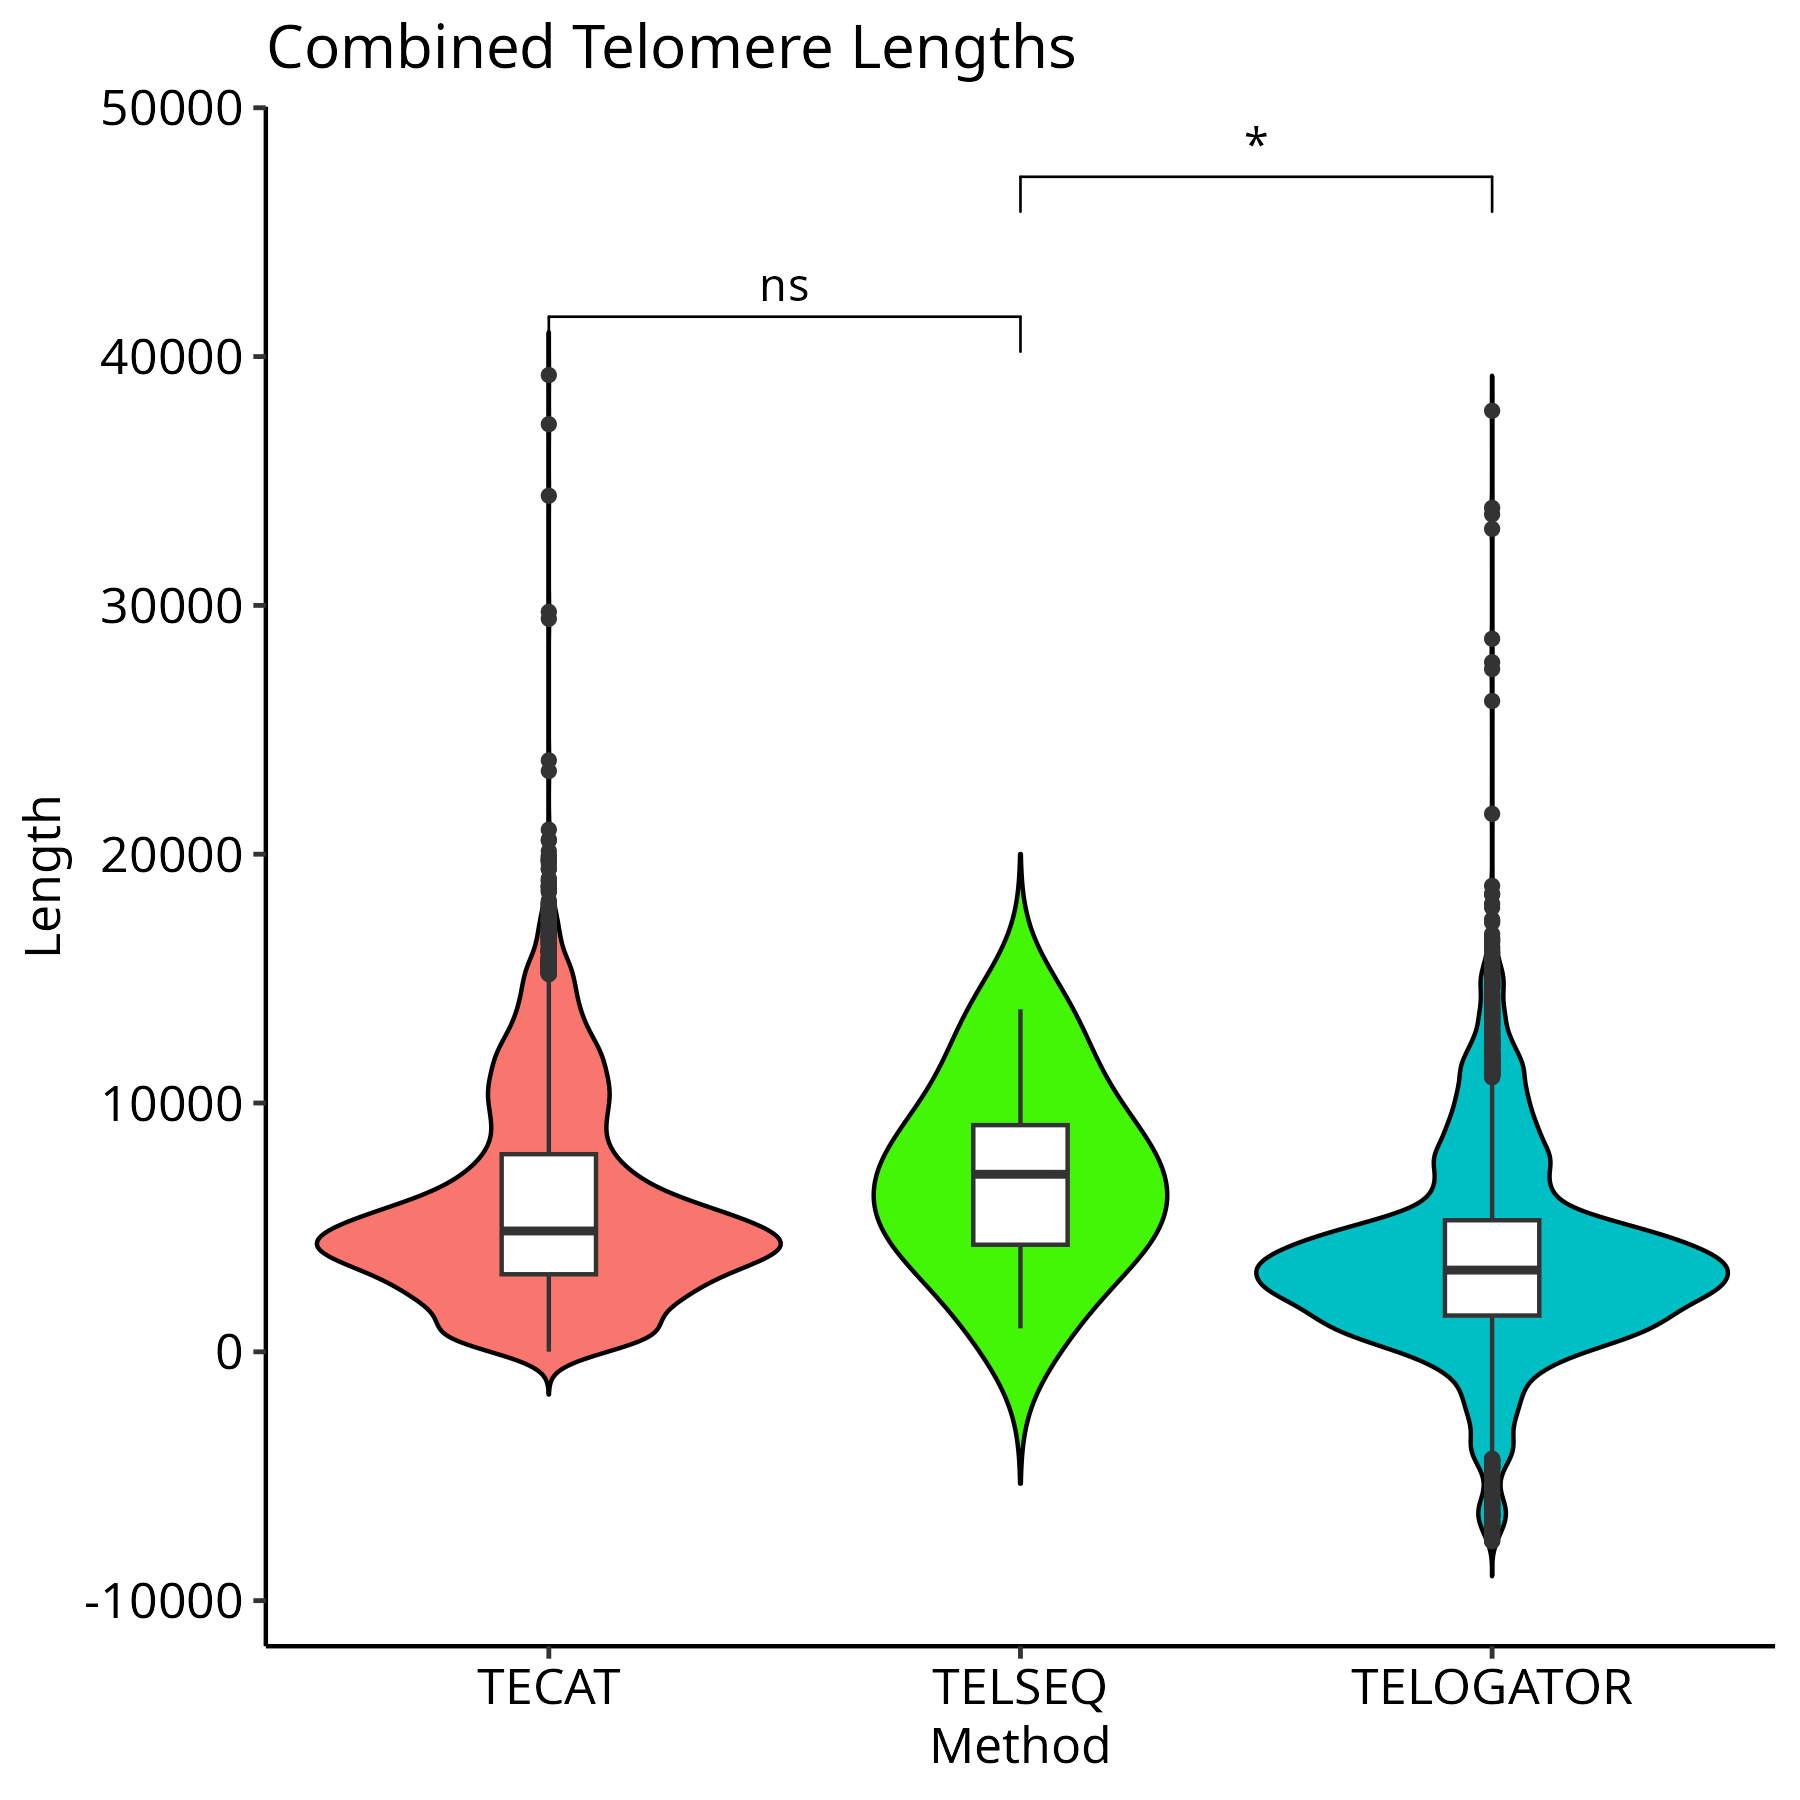 Combined Telomere Lengths
50000
40000
30000
20000
10000
0
-10000
Length
*
ns
TECAT TELSEQ TELOGATOR
Method